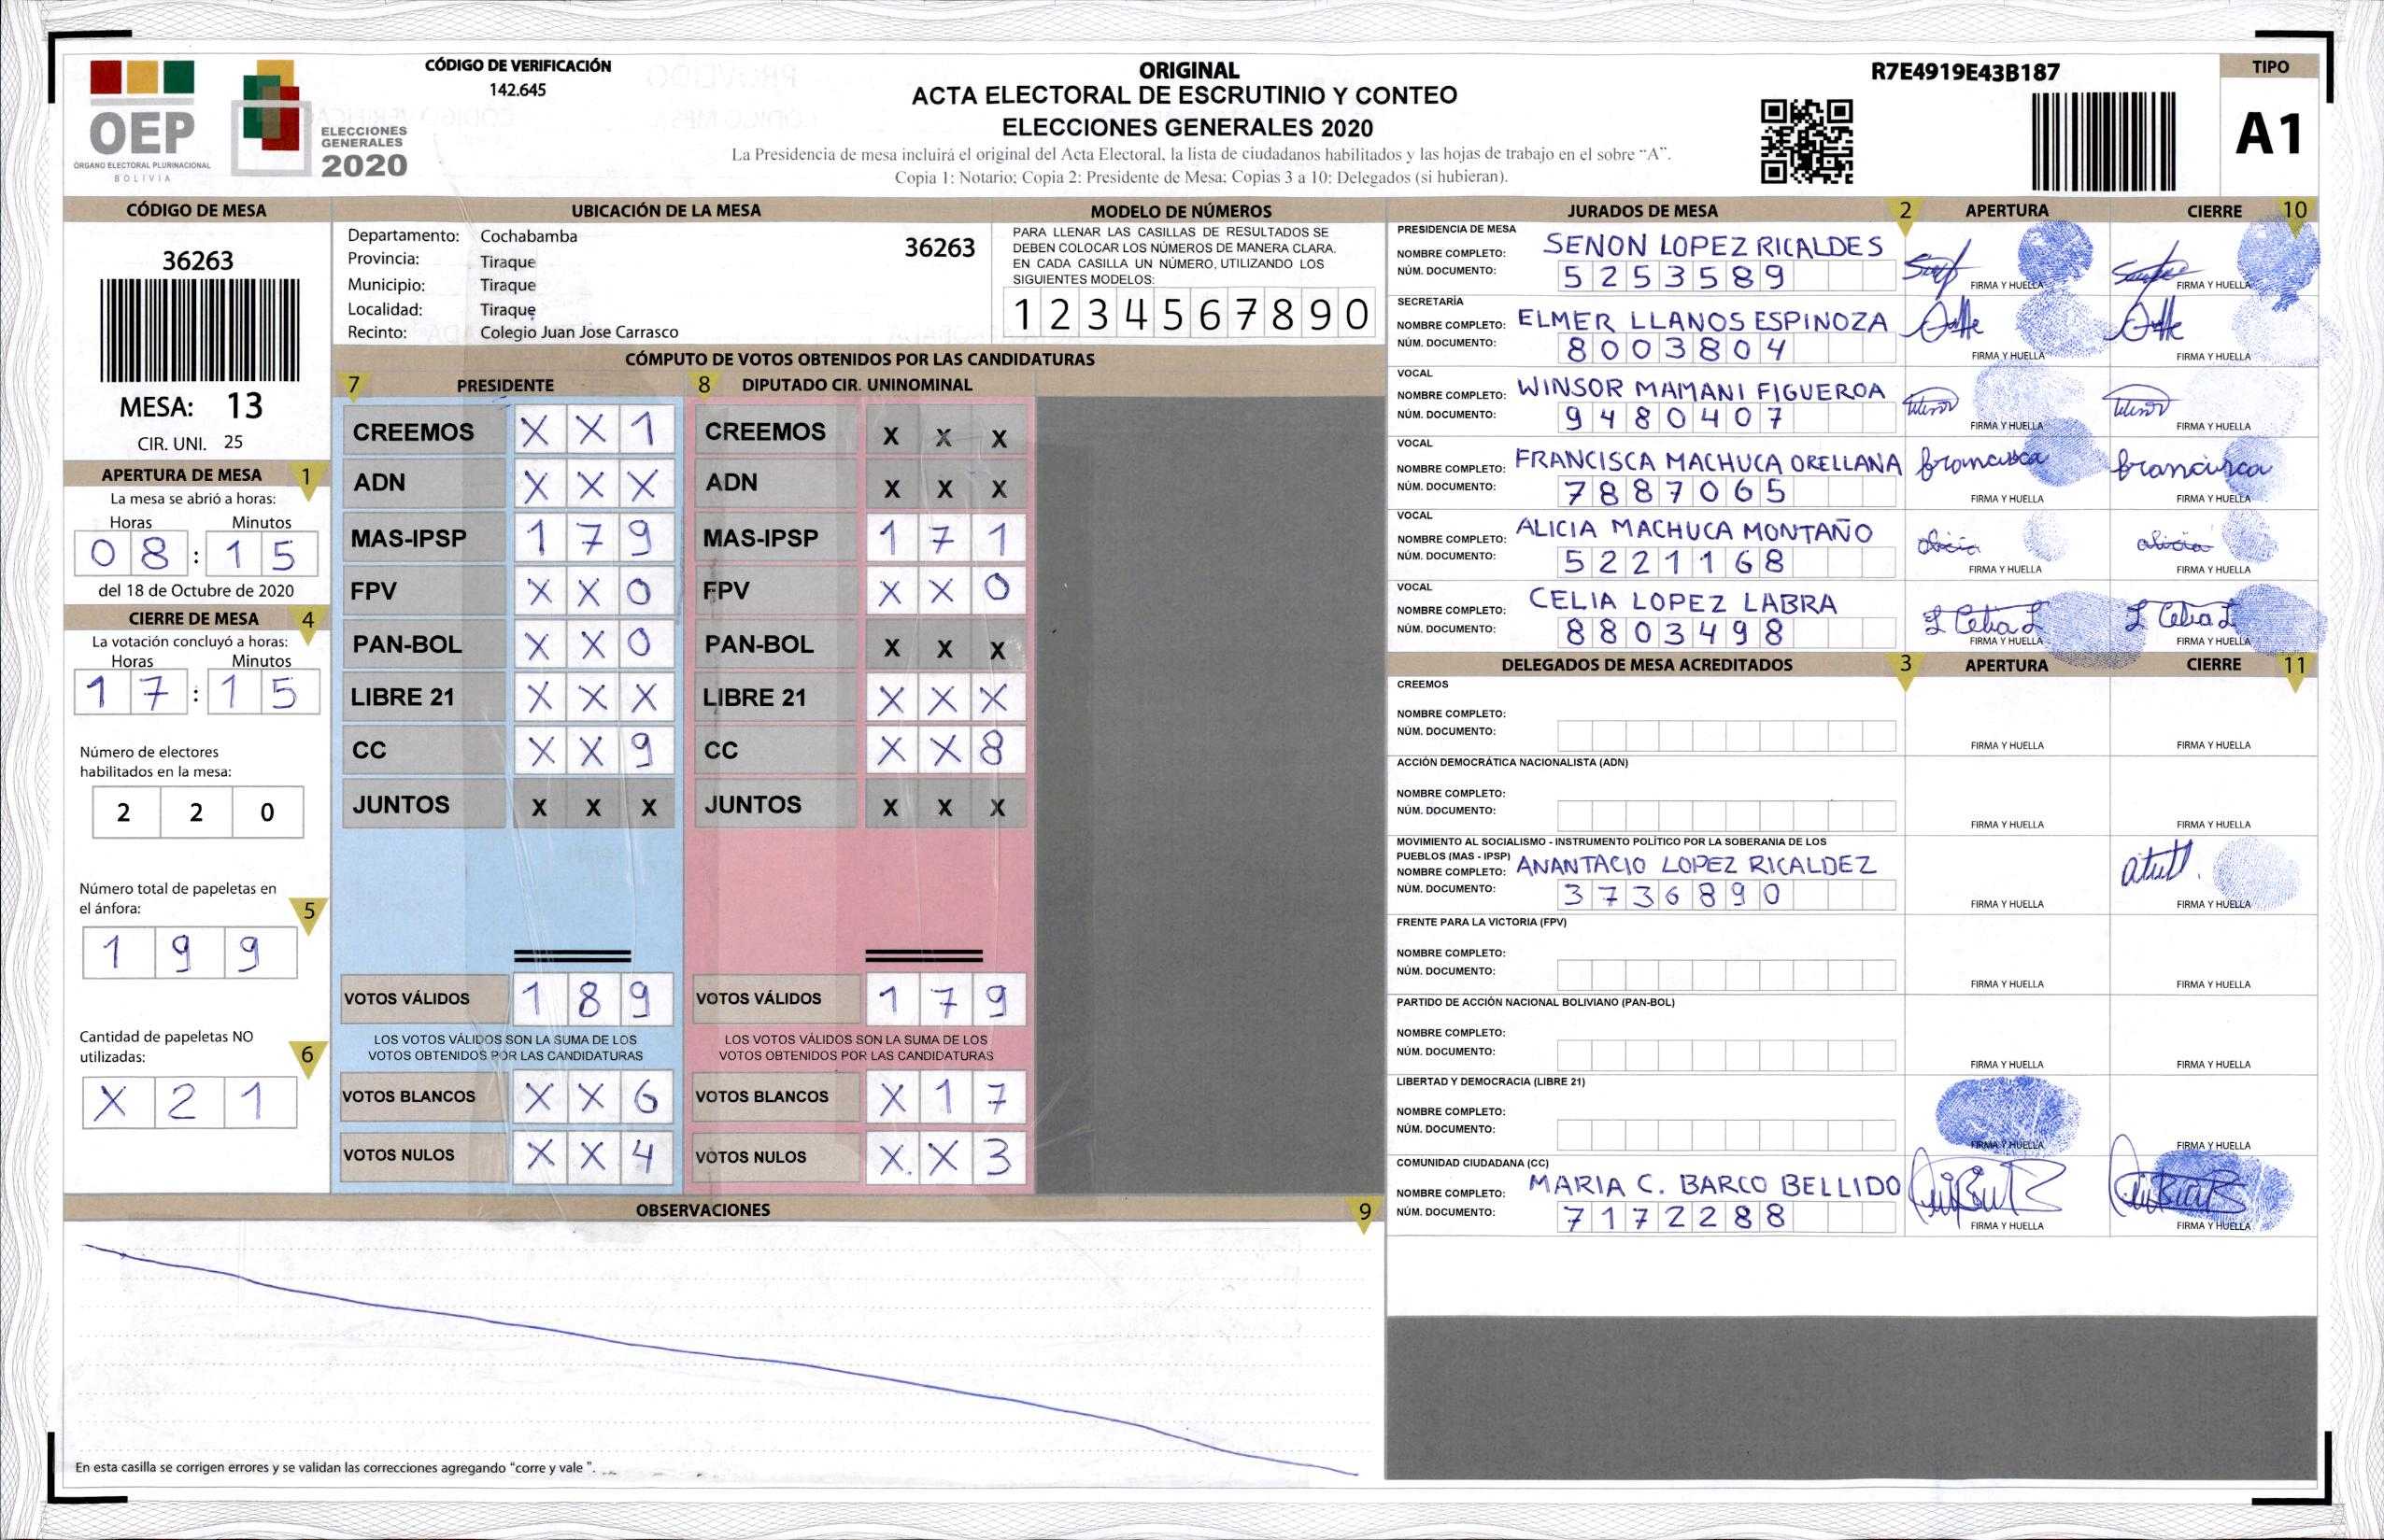 OEP
ÓRGANO ELECTORAL PLURINACIONAL
BOLIVIA
ELECCIONES
GENERALES
2020
CÓDIGO DE VERIFICACIÓN
142.645
ORIGINAL
ACTA ELECTORAL DE ESCRUTINIO Y CONTEO
ELECCIONES GENERALES 2020
La Presidencia de mesa incluirá el original del Acta Electoral, la lista de ciudadanos habilitados y las hojas de trabajo en el sobre “A”.
Copia 1: Notario; Copia 2: Presidente de Mesa; Copias 3 a 10: Delegados (si hubieran).
R7E4919E43B187
TIPO
A1
CÓDIGO DE MESA
36263
MESA: 13
CIR. UNI. 25
APERTURA DE MESA 1
La mesa se abrió a horas:
Horas Minutos
08 : 15
del 18 de Octubre de 2020
CIERRE DE MESA 4
La votación concluyó a horas:
Horas Minutos
17 : 15
Número de electores
habilitados en la mesa:
2 2 0
Número total de papeletas en
el ánfora: 5
1 9 9
Cantidad de papeletas NO
utilizadas: 6
X 2 1
UBICACIÓN DE LA MESA
Departamento: Cochabamba 36263
Provincia: Tiraque
Municipio: Tiraque
Localidad: Tiraque
Recinto: Colegio Juan Jose Carrasco
MODELO DE NÚMEROS
PARA LLENAR LAS CASILLAS DE RESULTADOS SE
DEBEN COLOCAR LOS NÚMEROS DE MANERA CLARA.
EN CADA CASILLA UN NÚMERO, UTILIZANDO LOS
SIGUIENTES MODELOS:
1 2 3 4 5 6 7 8 9 0
CÓMPUTO DE VOTOS OBTENIDOS POR LAS CANDIDATURAS
7 PRESIDENTE 8 DIPUTADO CIR. UNINOMINAL
CREEMOS X X 1 CREEMOS X X X
ADN X X X ADN X X X
MAS-IPSP 1 7 9 MAS-IPSP 1 7 1
FPV X X 0 FPV X X 0
PAN-BOL X X 0 PAN-BOL X X X
LIBRE 21 X X X LIBRE 21 X X X
CC X X 9 CC X X 8
JUNTOS X X X JUNTOS X X X
VOTOS VÁLIDOS 1 8 9 VOTOS VÁLIDOS 1 7 9
LOS VOTOS VÁLIDOS SON LA SUMA DE LOS LOS VOTOS VÁLIDOS SON LA SUMA DE LOS
VOTOS OBTENIDOS POR LAS CANDIDATURAS VOTOS OBTENIDOS POR LAS CANDIDATURAS
VOTOS BLANCOS X X 6 VOTOS BLANCOS X 1 7
VOTOS NULOS X X 4 VOTOS NULOS X. X 3
OBSERVACIONES 9
En esta casilla se corrigen errores y se validan las correcciones agregando “corre y vale ”.
JURADOS DE MESA 2 APERTURA CIERRE 10
PRESIDENCIA DE MESA
NOMBRE COMPLETO: SENON LOPEZ RICALDES
NÚM. DOCUMENTO: 5253589 FIRMA Y HUELLA FIRMA Y HUELLA
SECRETARÍA
NOMBRE COMPLETO: ELMER LLANOS ESPINOZA
NÚM. DOCUMENTO: 8003804 FIRMA Y HUELLA FIRMA Y HUELLA
VOCAL
NOMBRE COMPLETO: WINSOR MAMANI FIGUEROA
NÚM. DOCUMENTO: 9480407 FIRMA Y HUELLA FIRMA Y HUELLA
VOCAL
NOMBRE COMPLETO: FRANCISCA MACHUCA ORELLANA francisca francisca
NÚM. DOCUMENTO: 7887065 FIRMA Y HUELLA FIRMA Y HUELLA
VOCAL
NOMBRE COMPLETO: ALICIA MACHUCA MONTAÑO alicia alicia
NÚM. DOCUMENTO: 5221168 FIRMA Y HUELLA FIRMA Y HUELLA
VOCAL
NOMBRE COMPLETO: CELIA LOPEZ LABRA Celia L Celia L
NÚM. DOCUMENTO: 8803498 FIRMA Y HUELLA FIRMA Y HUELLA
DELEGADOS DE MESA ACREDITADOS 3 APERTURA CIERRE 11
CREEMOS
NOMBRE COMPLETO:
NÚM. DOCUMENTO: FIRMA Y HUELLA FIRMA Y HUELLA
ACCIÓN DEMOCRÁTICA NACIONALISTA (ADN)
NOMBRE COMPLETO:
NÚM. DOCUMENTO: FIRMA Y HUELLA FIRMA Y HUELLA
MOVIMIENTO AL SOCIALISMO - INSTRUMENTO POLÍTICO POR LA SOBERANIA DE LOS
PUEBLOS (MAS - IPSP)
NOMBRE COMPLETO: ANANTACIO LOPEZ RICALDEZ
NÚM. DOCUMENTO: 3736890 FIRMA Y HUELLA FIRMA Y HUELLA
FRENTE PARA LA VICTORIA (FPV)
NOMBRE COMPLETO:
NÚM. DOCUMENTO: FIRMA Y HUELLA FIRMA Y HUELLA
PARTIDO DE ACCIÓN NACIONAL BOLIVIANO (PAN-BOL)
NOMBRE COMPLETO:
NÚM. DOCUMENTO: FIRMA Y HUELLA FIRMA Y HUELLA
LIBERTAD Y DEMOCRACIA (LIBRE 21)
NOMBRE COMPLETO:
NÚM. DOCUMENTO: FIRMA Y HUELLA FIRMA Y HUELLA
COMUNIDAD CIUDADANA (CC)
NOMBRE COMPLETO: MARIA C. BARCO BELLIDO
NÚM. DOCUMENTO: 7172288 FIRMA Y HUELLA FIRMA Y HUELLA